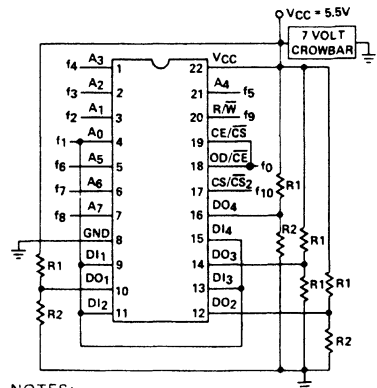 VCC = 5.5V
7 VOLT
CROWBAR
f4 A3 1 22 VCC
f3 A2 2 21 A4 f5
f2 A1 3 20 R/W̅ f9
f1 A0 4 19 CE/C̅S̅
f6 A5 5 18 OD/C̅E̅ f0
f7 A6 6 17 CS/C̅S̅2 f10
f8 A7 7 16 DO4
GND 8 15 DI4
DI1 9 14 DO3
DO1 10 13 DI3
DI2 11 12 DO2
R1
R2
R1
R2
R1
R1
R1
R2
NOTES: